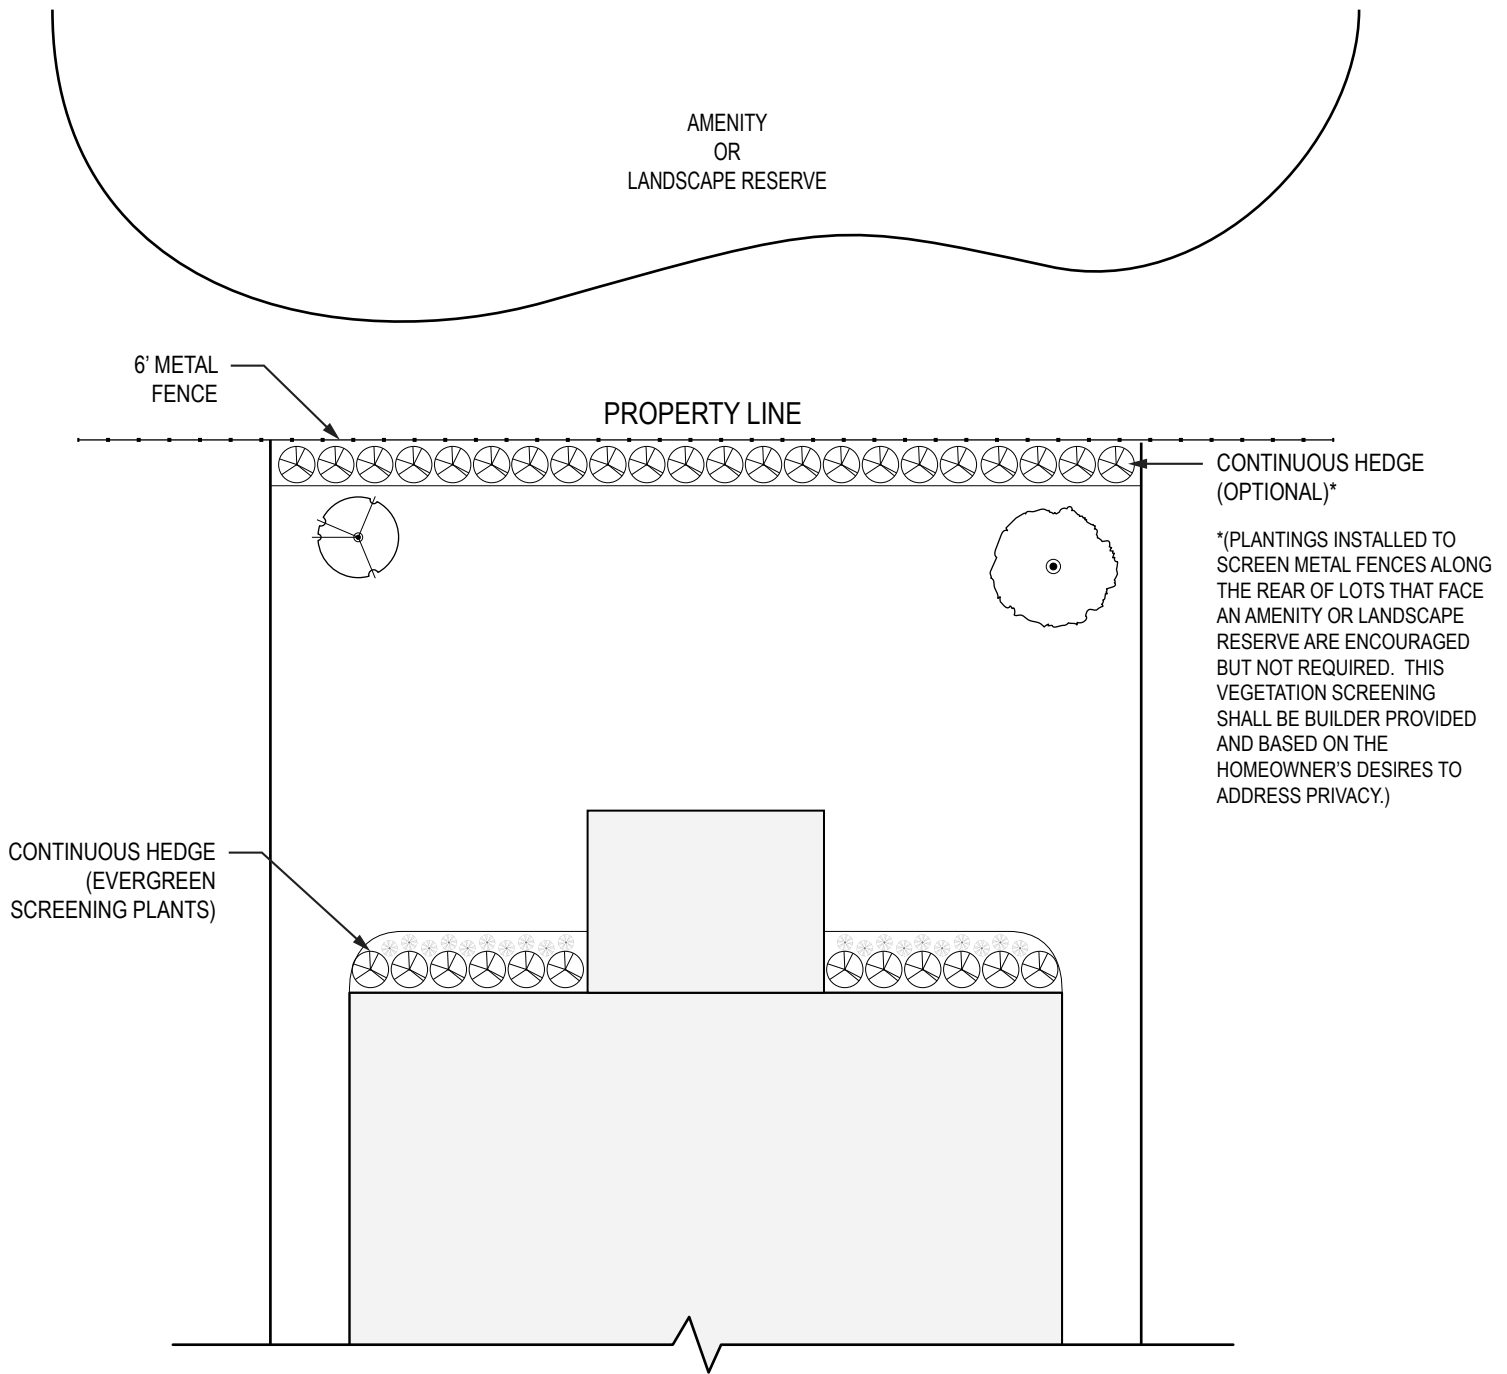 AMENITY
OR
LANDSCAPE RESERVE
6’ METAL
FENCE
PROPERTY LINE
CONTINUOUS HEDGE
(OPTIONAL)*
*(PLANTINGS INSTALLED TO
SCREEN METAL FENCES ALONG
THE REAR OF LOTS THAT FACE
AN AMENITY OR LANDSCAPE
RESERVE ARE ENCOURAGED
BUT NOT REQUIRED.  THIS
VEGETATION SCREENING
SHALL BE BUILDER PROVIDED
AND BASED ON THE
HOMEOWNER’S DESIRES TO
ADDRESS PRIVACY.)
CONTINUOUS HEDGE
(EVERGREEN
SCREENING PLANTS)